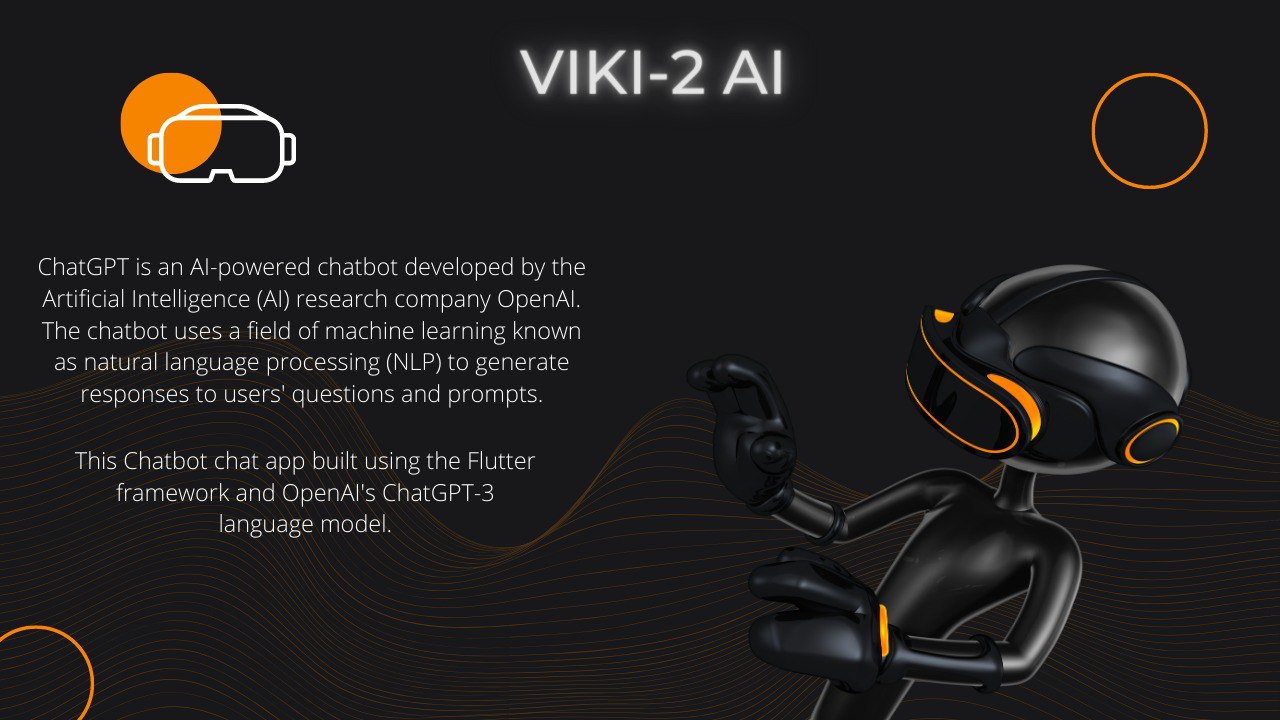 VIKI-2 AI
ChatGPT is an AI-powered chatbot developed by the
Artificial Intelligence (AI) research company OpenAI.
The chatbot uses a field of machine learning known
as natural language processing (NLP) to generate
responses to users' questions and prompts.
This Chatbot chat app built using the Flutter
framework and OpenAI's ChatGPT-3
language model.